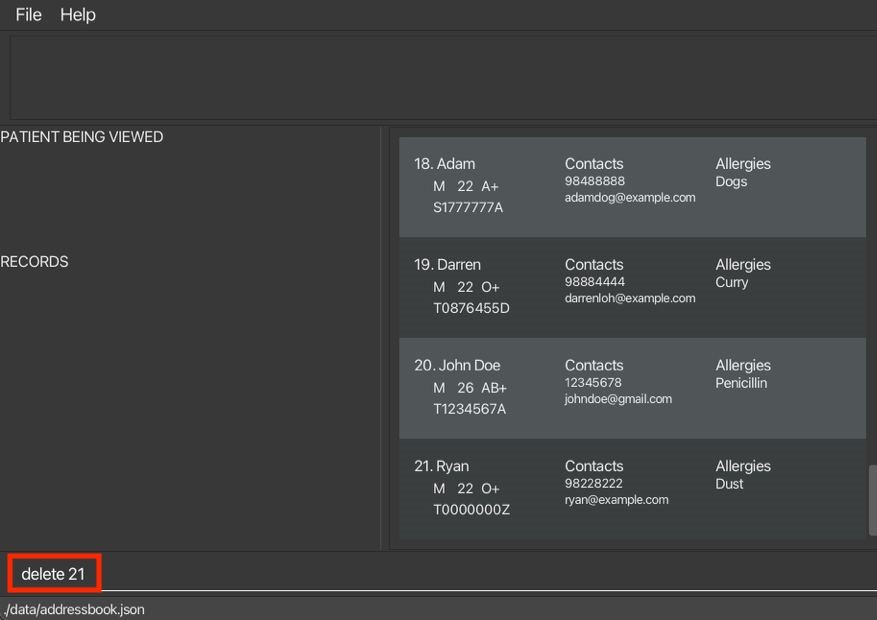 File Help
PATIENT BEING VIEWED
RECORDS
18. Adam Contacts Allergies
98488888 Dogs
M 22 A+
adamdog@example.com
S1777777A
19. Darren Contacts Allergies
98884444 Curry
M 22 O+
darrenloh@example.com
T0876455D
20. John Doe Contacts Allergies
12345678 Penicillin
M 26 AB+
johndoe@gmail.com
T1234567A
21. Ryan Contacts Allergies
98228222 Dust
M 22 O+
ryan@example.com
T0000000Z
delete 21
./data/addressbook.json